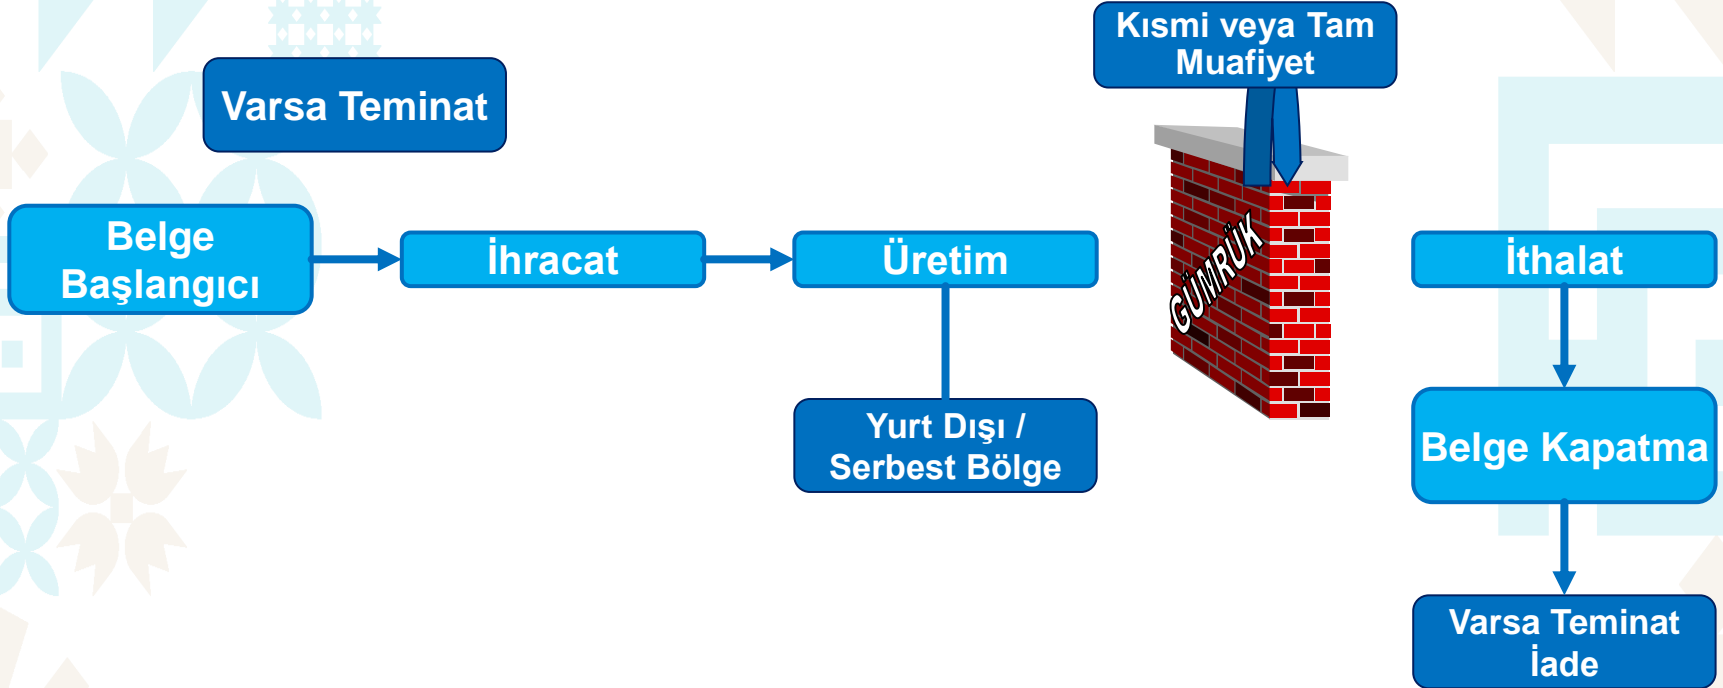 Kısmi veya Tam
Muafiyet
Varsa Teminat
Belge
Başlangıcı
İhracat
Üretim
GÜMRÜK
İthalat
Yurt Dışı /
Serbest Bölge
Belge Kapatma
Varsa Teminat
İade